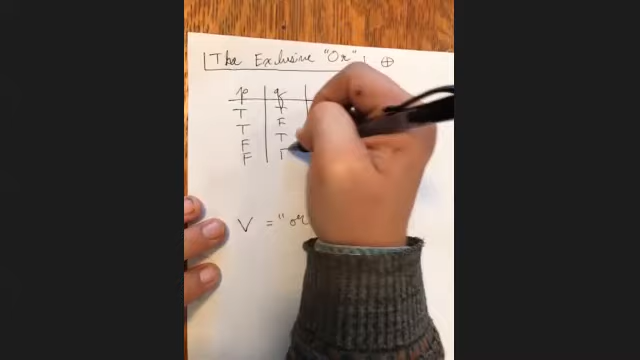 The Exclusive "Or" ⊕
p q
T T
T F
F T
F F
V = "or